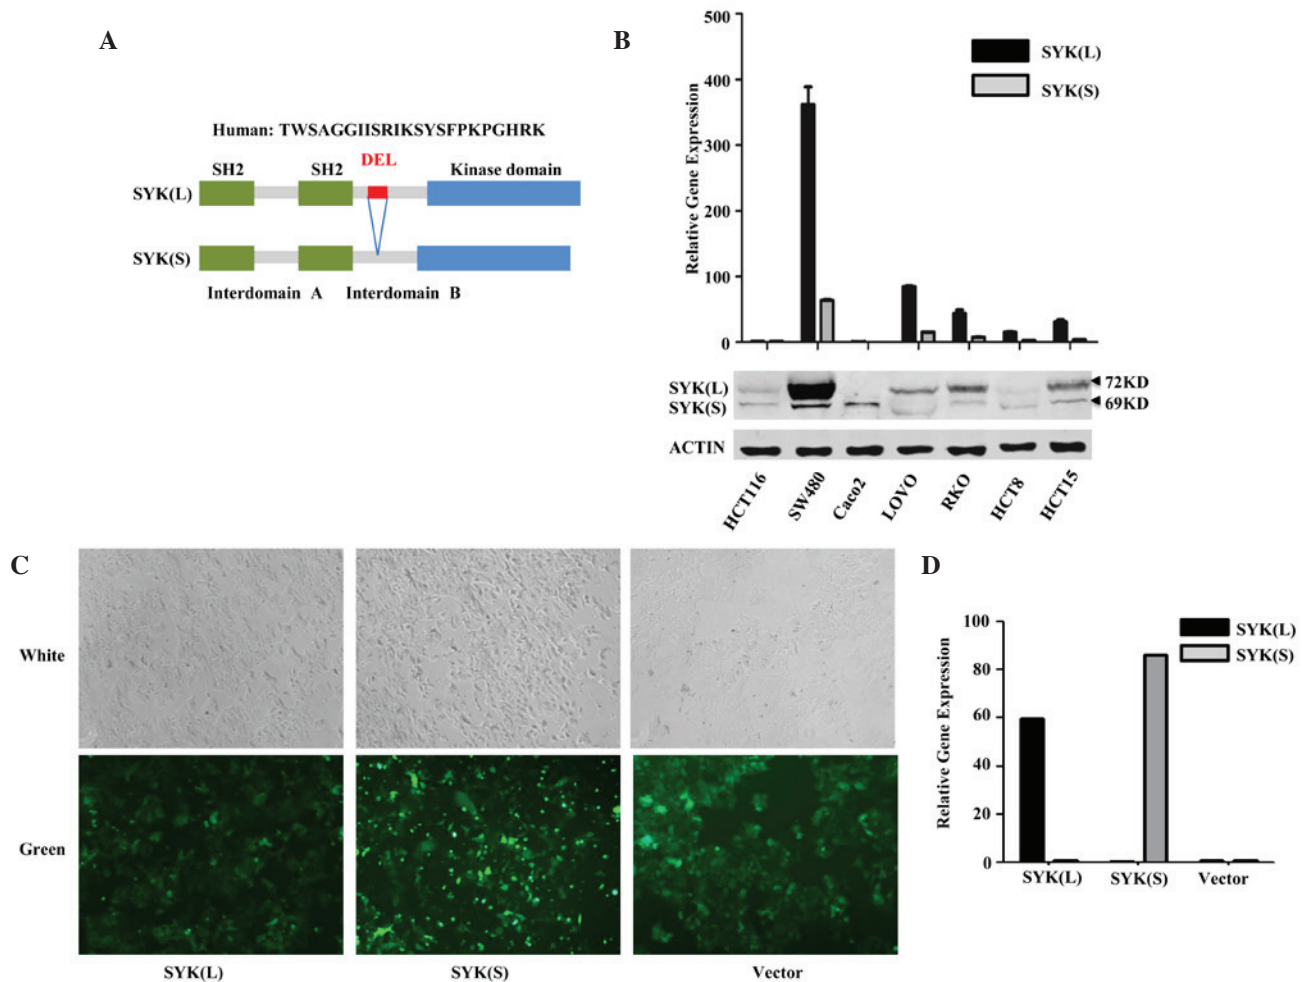 A
Human: TWSAGGIISRIKSYSFPKPGHRK
SH2 SH2 DEL Kinase domain
SYK(L)
SYK(S)
Interdomain A Interdomain B
B
500
400
300
200
100
0
Relative Gene Expression
SYK(L)
SYK(S)
SYK(L)
SYK(S)
72KD
69KD
ACTIN
HCT116 SW480 Caco2 LOVO RKO HCT8 HCT15
C
White
Green
SYK(L) SYK(S) Vector
D
100
80
60
40
20
0
Relative Gene Expression
SYK(L)
SYK(S)
SYK(L) SYK(S) Vector